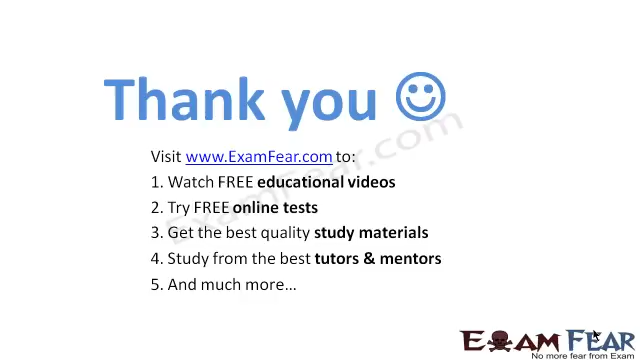 Thank you ☺
Visit www.ExamFear.com to:
1. Watch FREE educational videos
2. Try FREE online tests
3. Get the best quality study materials
4. Study from the best tutors & mentors
5. And much more...
ExamFear.com
EXAM FEAR
No more fear from Exam